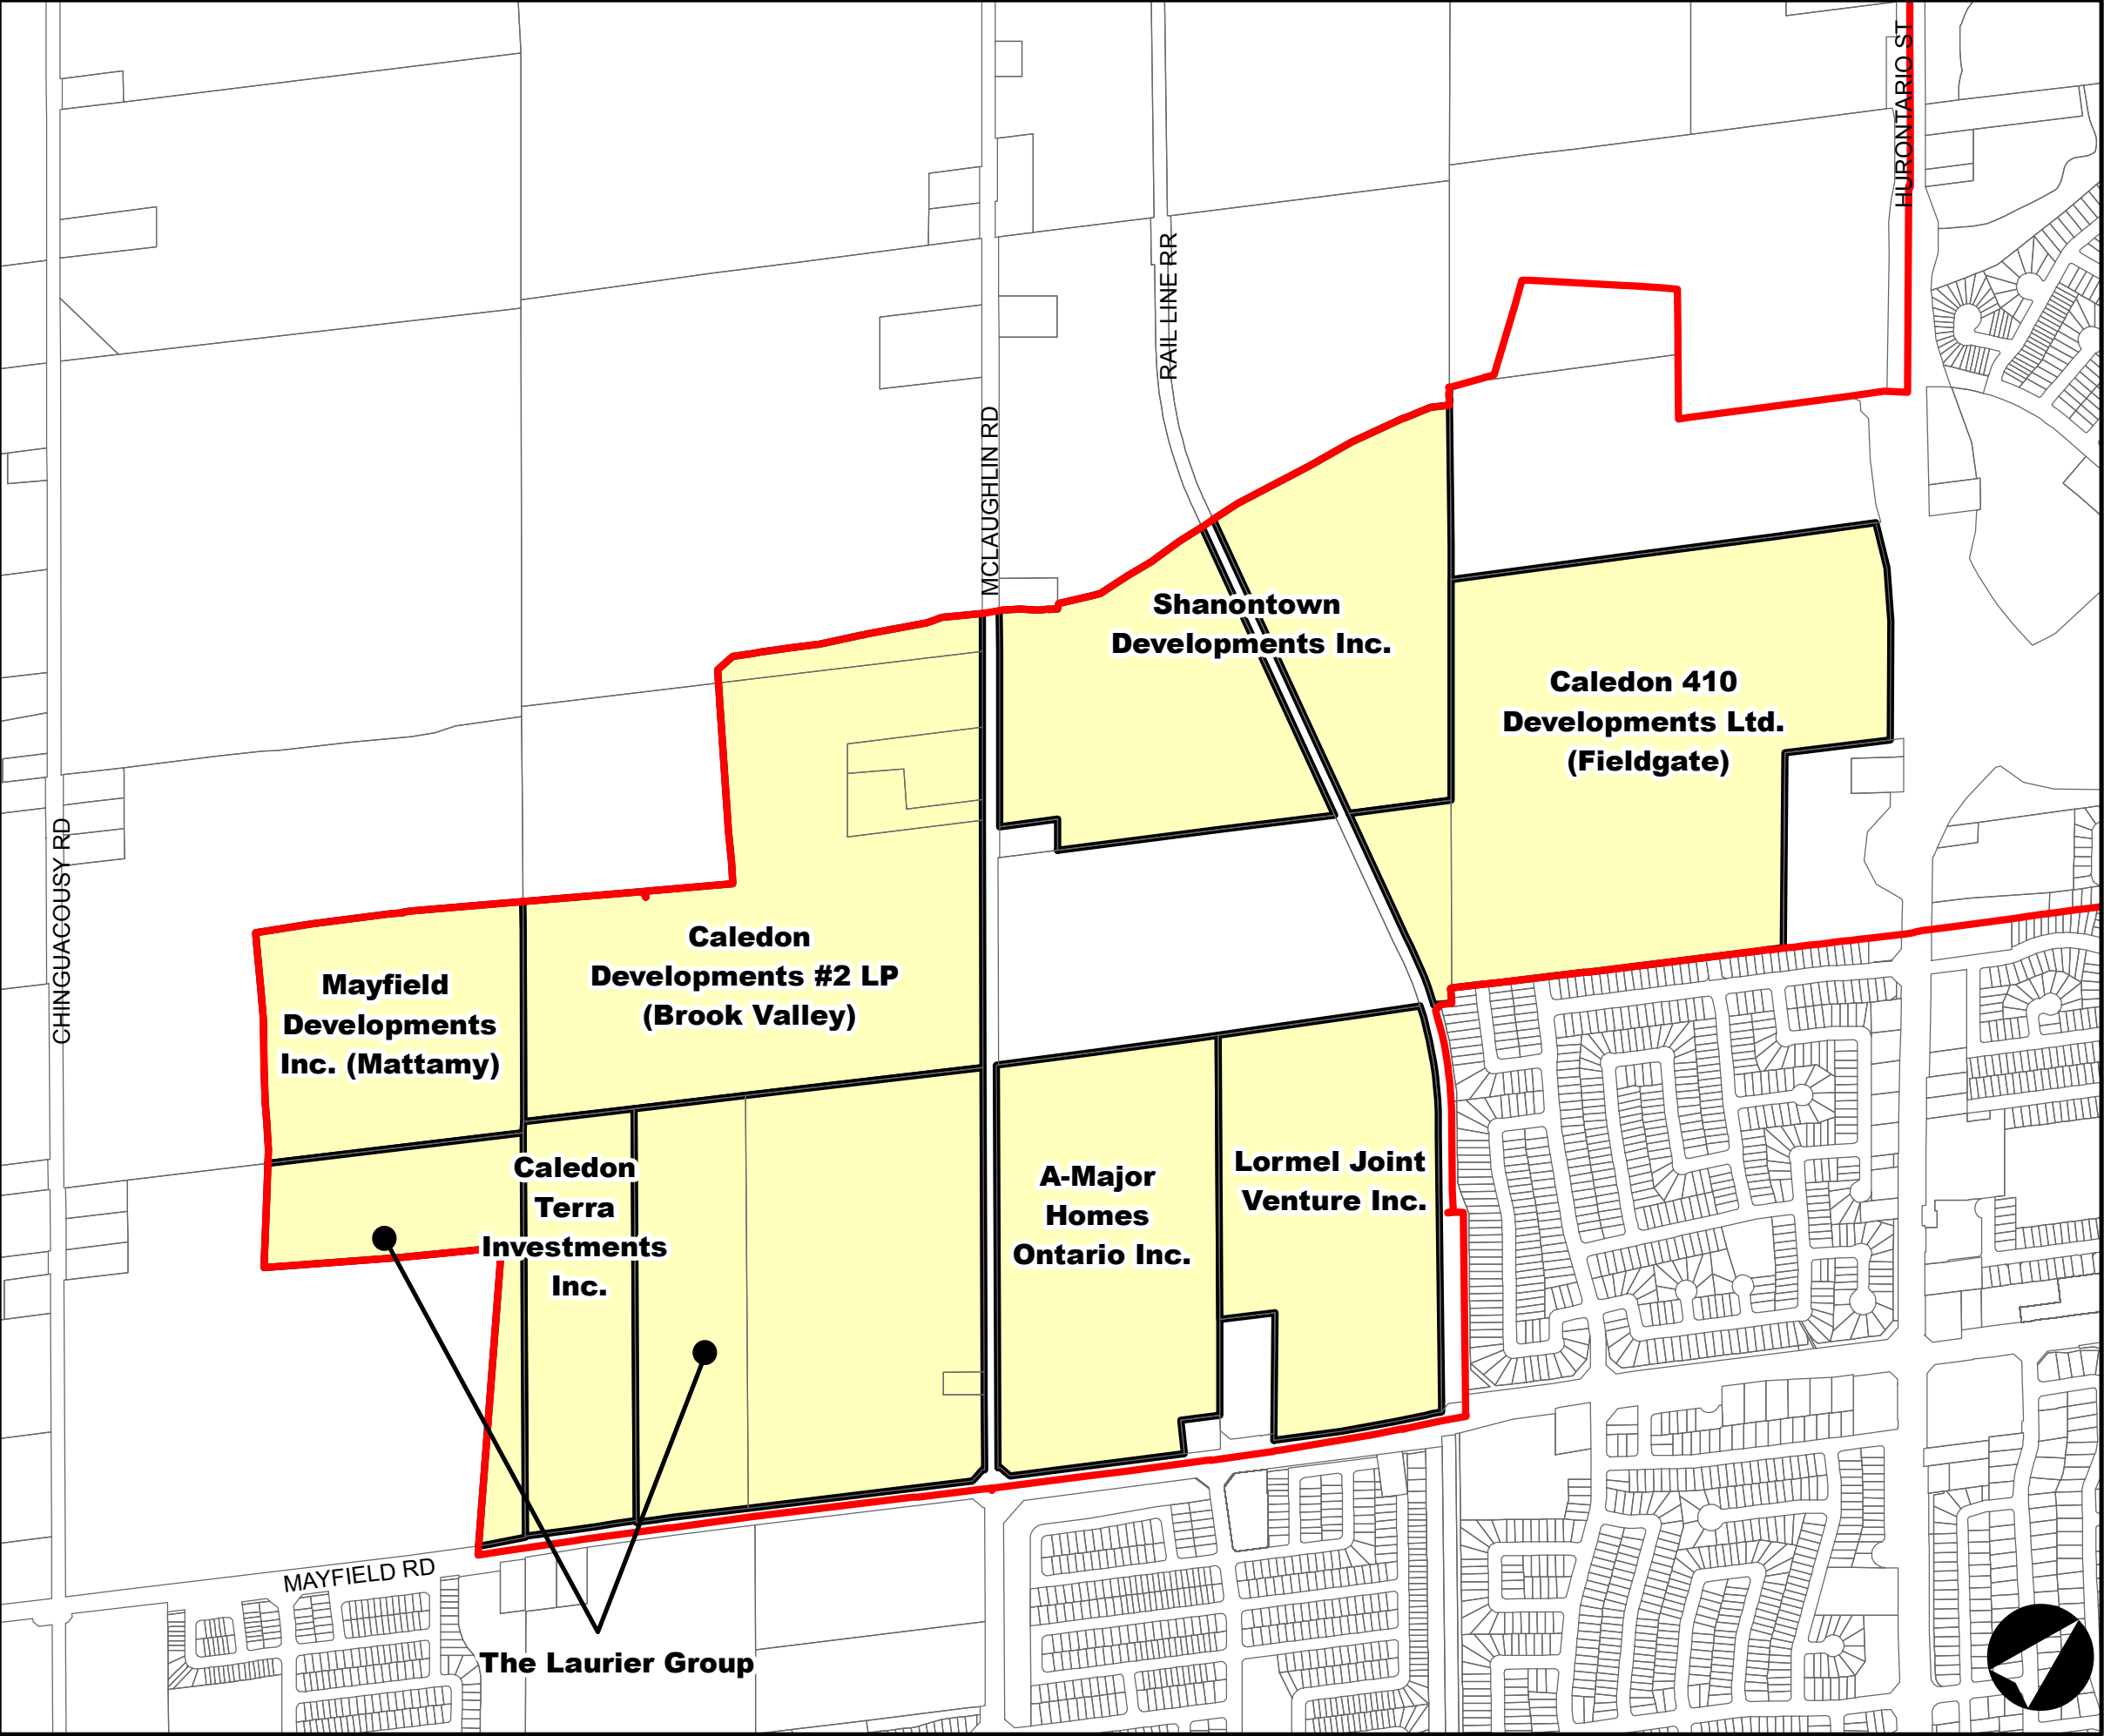 HURONTARIO ST
RAIL LINE RR
MCLAUGHLIN RD
Shanontown
Developments Inc.
Caledon 410
Developments Ltd.
(Fieldgate)
CHINGUACOUSY RD
Caledon
Developments #2 LP
(Brook Valley)
Mayfield
Developments
Inc. (Mattamy)
Caledon
Terra
Investments
Inc.
A-Major
Homes
Ontario Inc.
Lormel Joint
Venture Inc.
MAYFIELD RD
The Laurier Group